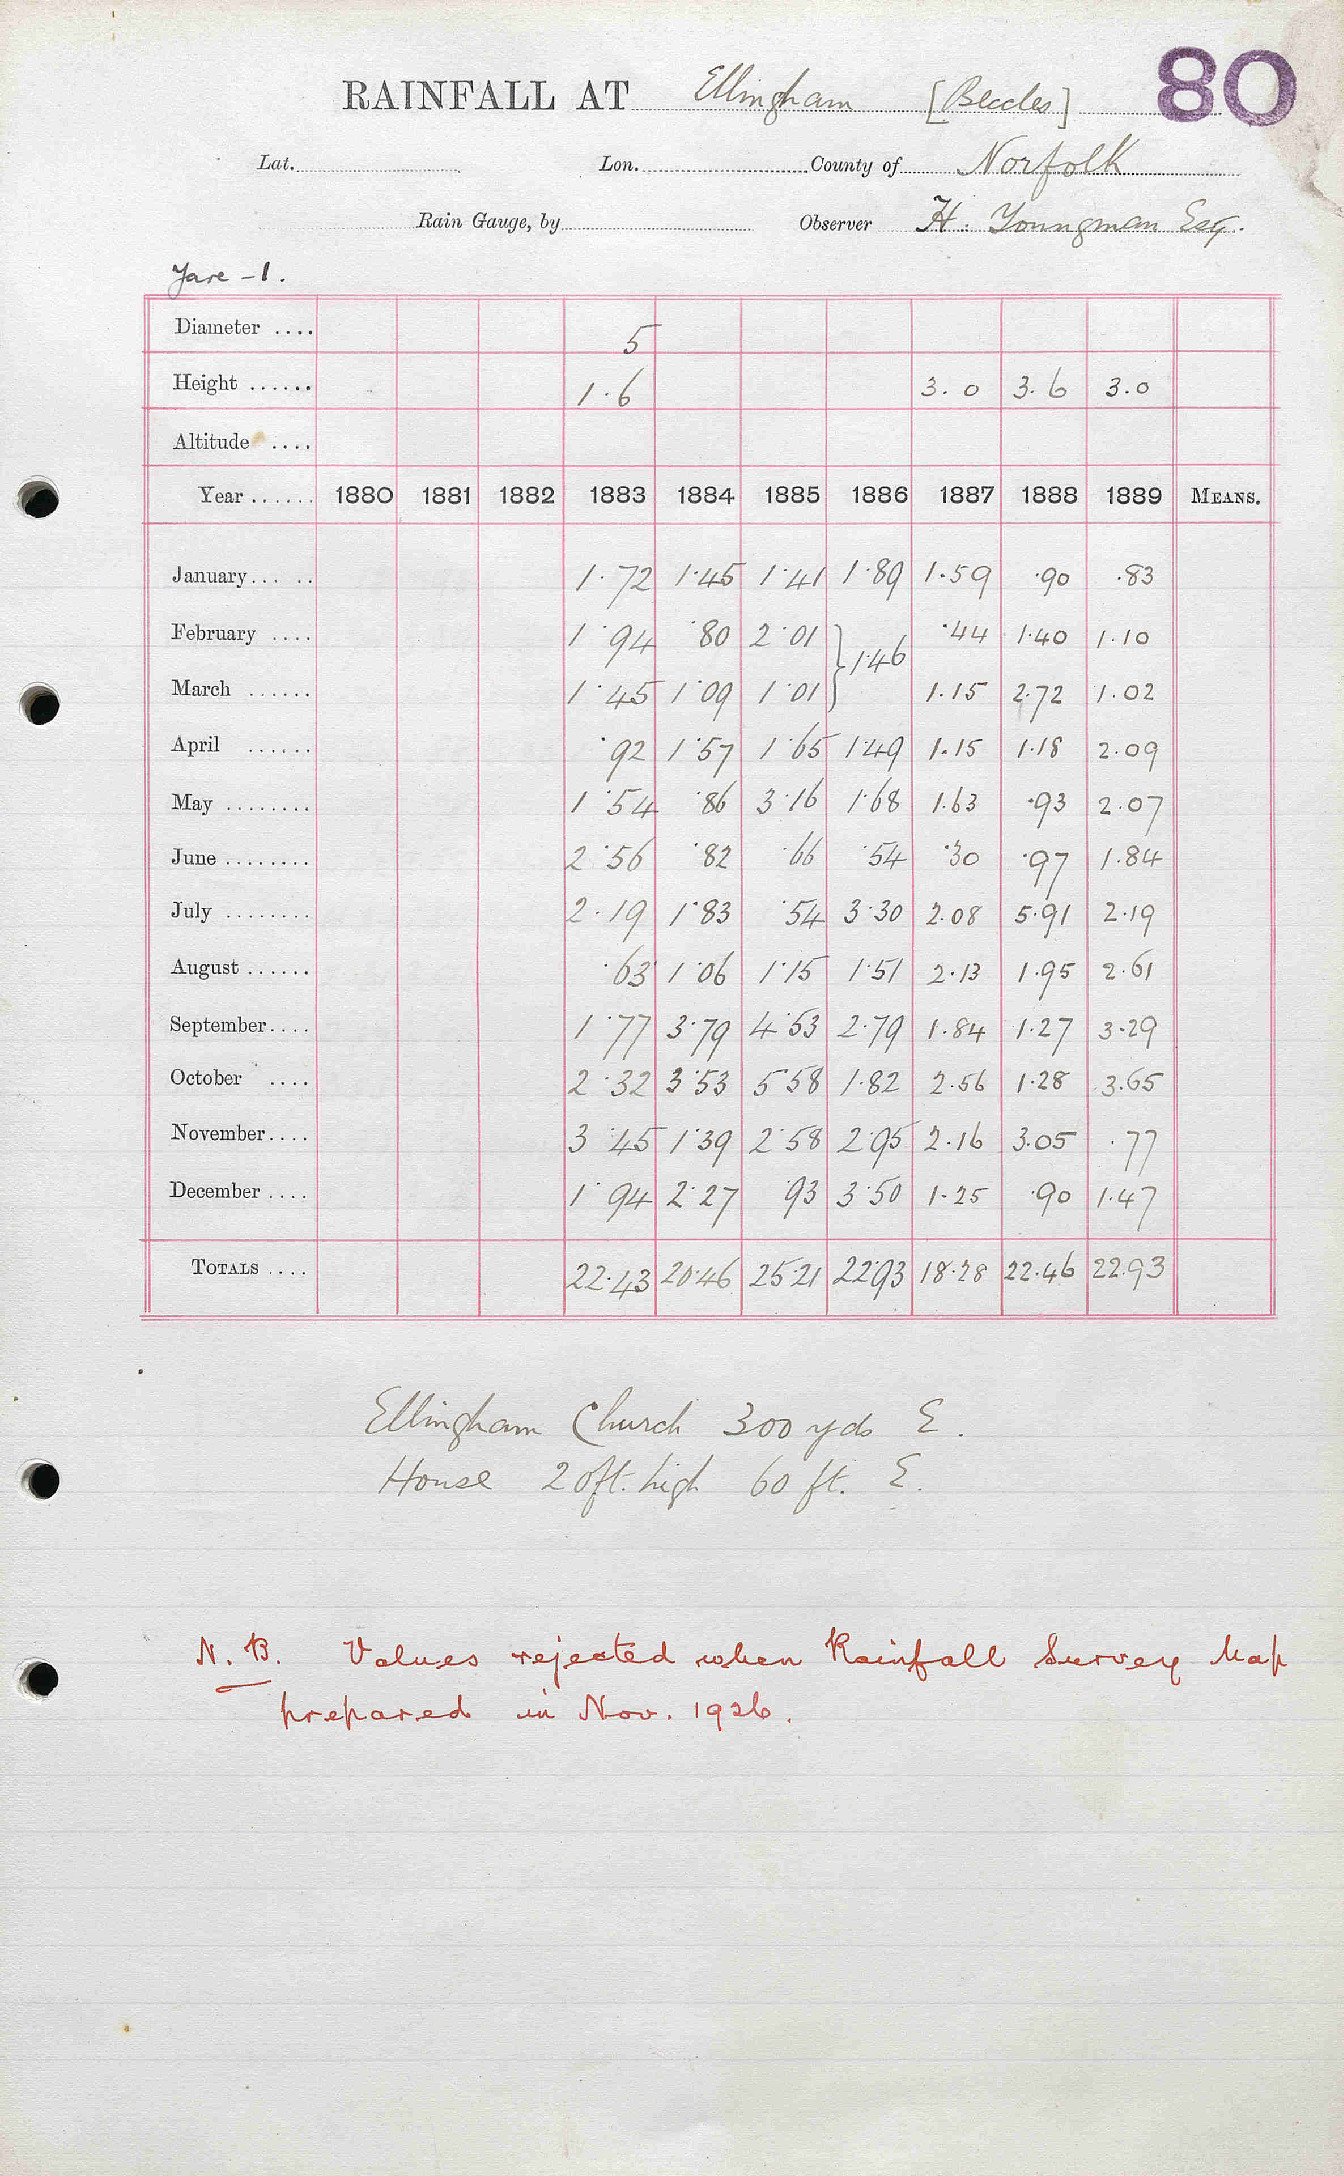 80
RAINFALL AT Ellingham [Beccles]
Lat. Lon. County of Norfolk
Rain Gauge, by Observer H. Youngman Esq.
Yare - 1.
Diameter .... 5
Height ...... 1.6 3.0 3.6 3.0
Altitude ....
Year ...... 1880 1881 1882 1883 1884 1885 1886 1887 1888 1889 MEANS.
January... .. 1.72 1.45 1.41 1.89 1.59 .90 .83
February .... 1.94 .80 2.01 } 1.46 .44 1.40 1.10
March ...... 1.45 1.09 1.01 1.15 2.72 1.02
April ...... .92 1.57 1.65 1.49 1.15 1.18 2.09
May ........ 1.54 .86 3.16 1.68 1.63 .93 2.07
June ........ 2.56 .82 .66 .54 .30 .97 1.84
July ........ 2.19 1.83 .54 3.30 2.08 5.91 2.19
August ...... .63 1.06 1.15 1.51 2.13 1.95 2.61
September.... 1.77 3.79 4.53 2.79 1.84 1.27 3.29
October .... 2.32 3.53 5.58 1.82 2.56 1.28 3.65
November.... 3.45 1.39 2.58 2.95 2.16 3.05 .77
December .... 1.94 2.27 .93 3.50 1.25 .90 1.47
TOTALS .... 22.43 20.46 25.21 22.93 18.28 22.46 22.93
Ellingham Church 300 yds E.
House 20ft. high 60 ft. E.
N.B. Values rejected when Rainfall Survey Map
prepared in Nov. 1926.